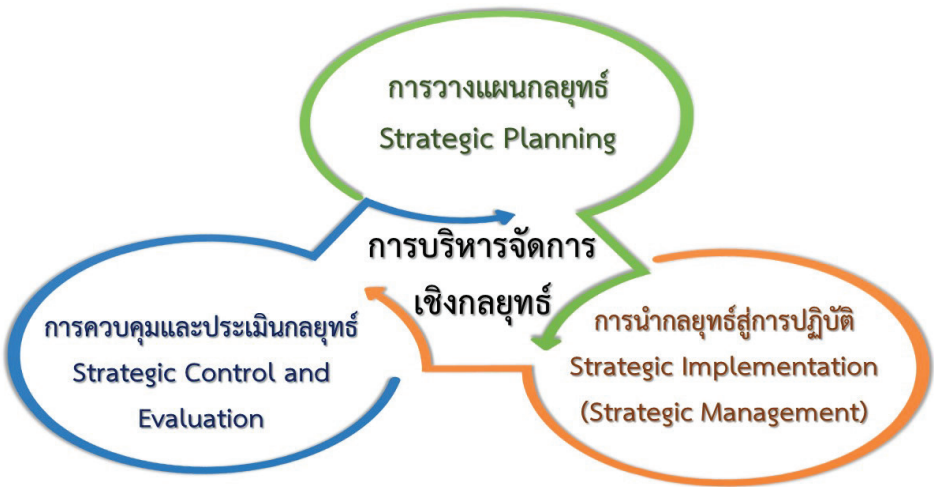 การวางแผนกลยุทธ์
Strategic Planning
การบริหารจัดการ
เชิงกลยุทธ์
การควบคุมและประเมินกลยุทธ์
Strategic Control and
Evaluation
การนำกลยุทธ์สู่การปฏิบัติ
Strategic Implementation
(Strategic Management)